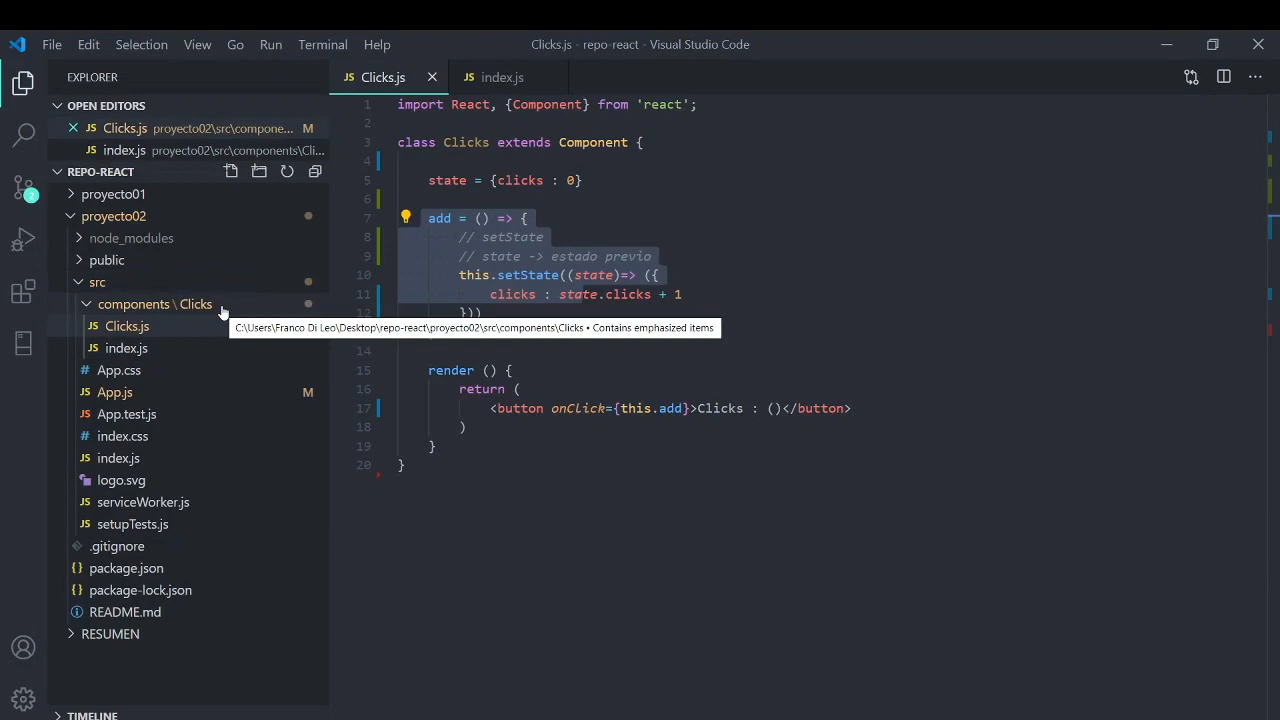 File Edit Selection View Go Run Terminal Help Clicks.js - repo-react - Visual Studio Code
EXPLORER
JS Clicks.js
JS index.js
OPEN EDITORS
JS Clicks.js proyecto02\src\compone... M
JS index.js proyecto02\src\components\Cli...
REPO-REACT
proyecto01
proyecto02
node_modules
public
src
components \ Clicks
JS Clicks.js
JS index.js
# App.css
JS App.js M
JS App.test.js
# index.css
JS index.js
logo.svg
JS serviceWorker.js
JS setupTests.js
.gitignore
{} package.json
{} package-lock.json
README.md
RESUMEN
TIMELINE
2
1 import React, {Component} from 'react';
2
3 class Clicks extends Component {
4
5 state = {clicks : 0}
6
7 add = () => {
8 // setState
9 // state -> estado previo
10 this.setState((state)=> ({
11 clicks : state.clicks + 1
12 }))
C:\Users\Franco Di Leo\Desktop\repo-react\proyecto02\src\components\Clicks • Contains emphasized items
14
15 render () {
16 return (
17 <button onClick={this.add}>Clicks : ()</button>
18 )
19 }
20 }